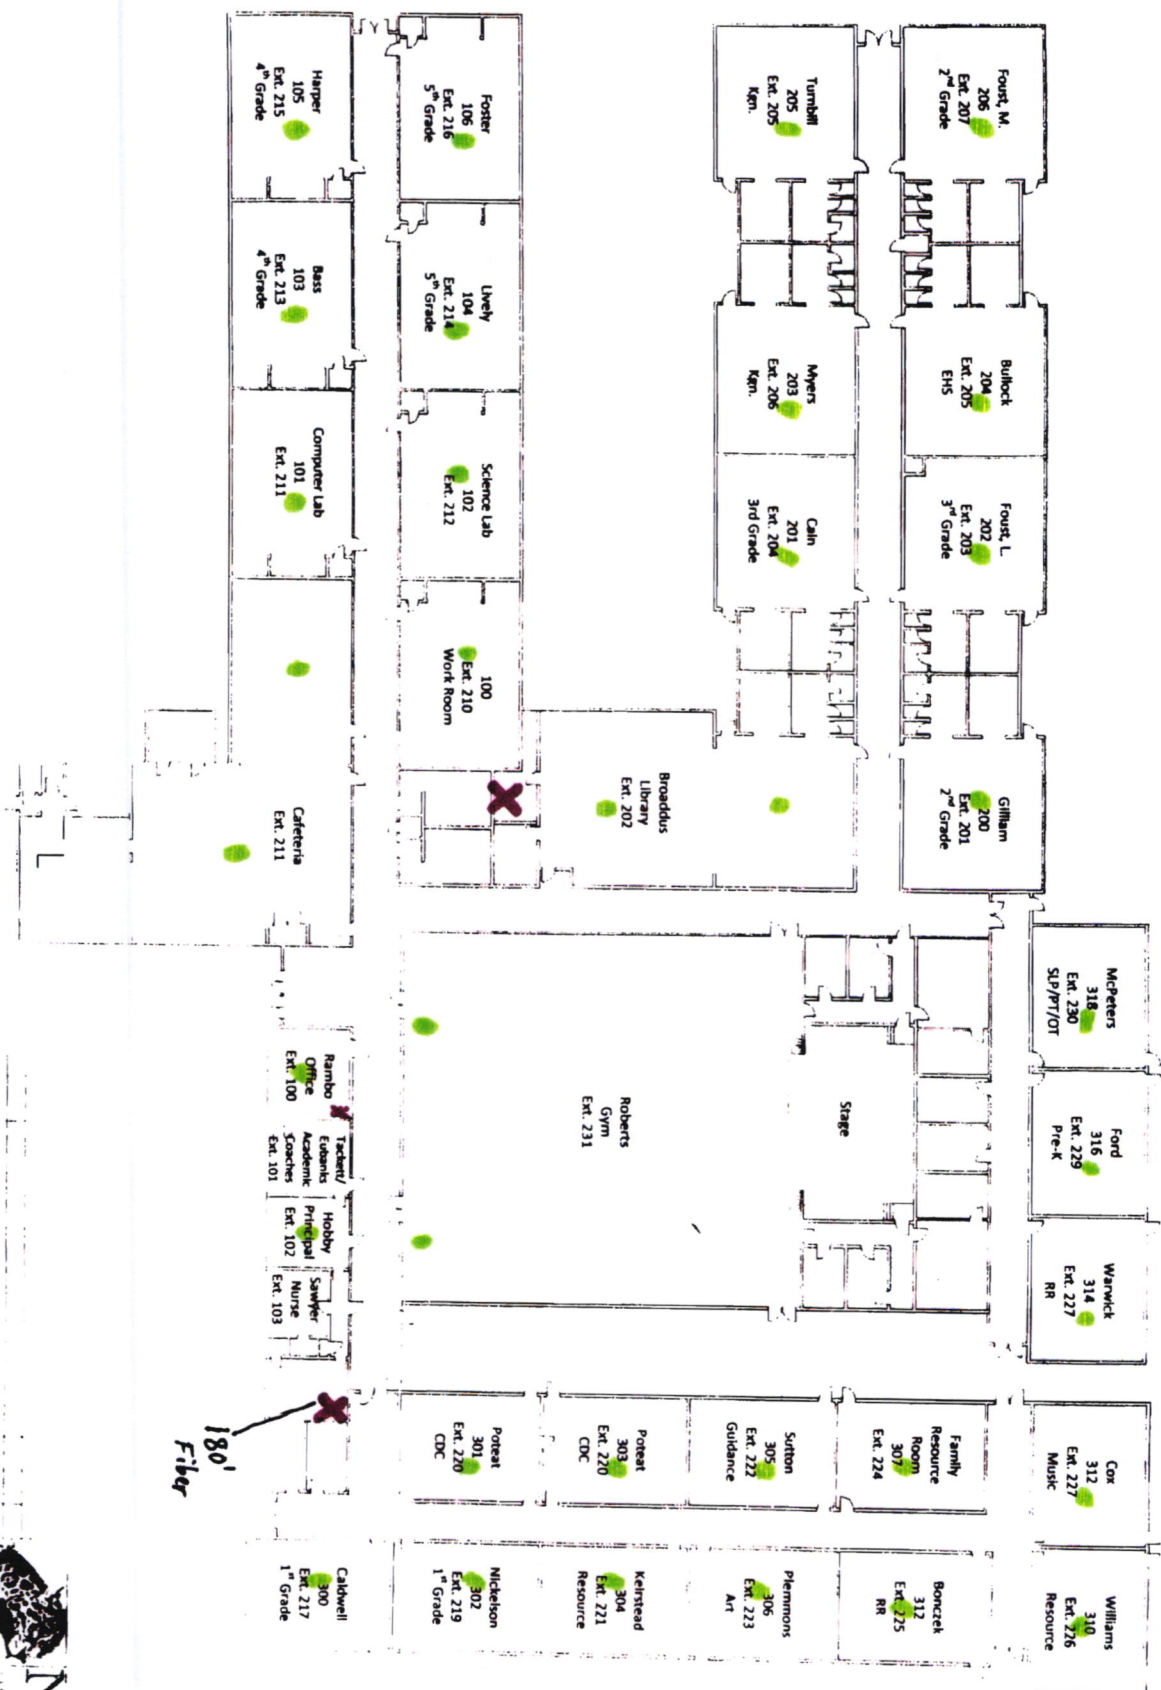 Harper
105
Ext. 215
4th Grade
Foster
106
Ext. 216
5th Grade
Turnbill
205
Ext. 205
Kgn.
Foust, M.
206
Ext. 207
2nd Grade
Bass
103
Ext. 213
4th Grade
Lively
104
Ext. 214
5th Grade
Myers
203
Ext. 206
Kgn.
Bullock
204
Ext. 205
EHS
Computer Lab
101
Ext. 211
Science Lab
102
Ext. 212
Cain
201
Ext. 204
3rd Grade
Foust, L.
202
Ext. 203
3rd Grade
100
Ext. 210
Work Room
Broaddus
Library
Ext. 202
Gilliam
200
Ext. 201
2nd Grade
Cafeteria
Ext. 211
McPeters
318
Ext. 230
SLP/PT/OT
Rambo
Office
Ext. 100
Tackett/
Eubanks
Academic
Coaches
Ext. 101
Hobby
Principal
Ext. 102
Sawyer
Nurse
Ext. 103
Roberts
Gym
Ext. 231
Stage
Ford
316
Ext. 229
Pre-K
Warwick
314
Ext. 227
RR
180'
Fiber
Poteat
301
Ext. 220
CDC
Poteat
303
Ext. 220
CDC
Sutton
305
Ext. 222
Guidance
Family
Resource
Room
307
Ext. 224
Cox
312
Ext. 227
Music
Caldwell
300
Ext. 217
1st Grade
Nickelson
302
Ext. 219
1st Grade
Keirstead
304
Ext. 221
Resource
Plemmons
306
Ext. 223
Art
Bonczek
312
Ext. 225
RR
Williams
310
Ext. 226
Resource
N